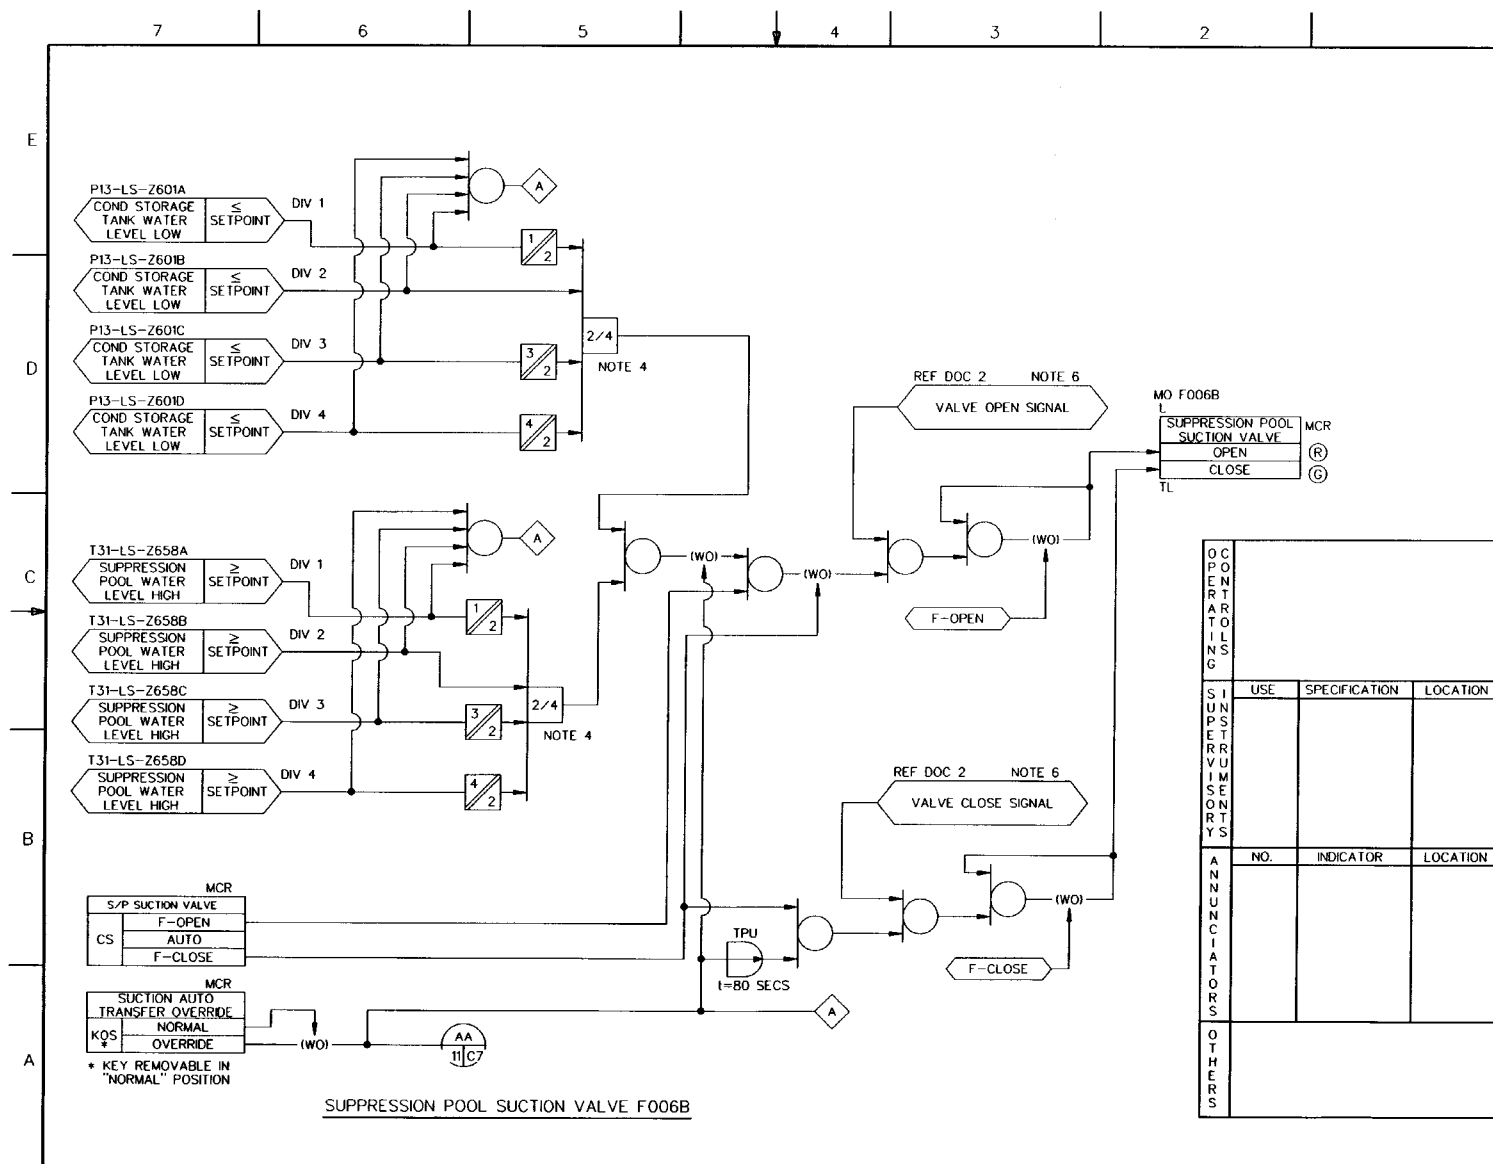 7 6 5 4 3 2
E
P13-LS-Z601A
COND STORAGE
TANK WATER
LEVEL LOW
≤
SETPOINT
DIV 1
A
1/2
P13-LS-Z601B
COND STORAGE
TANK WATER
LEVEL LOW
≤
SETPOINT
DIV 2
P13-LS-Z601C
COND STORAGE
TANK WATER
LEVEL LOW
≤
SETPOINT
DIV 3
3/2
2/4
NOTE 4
D
P13-LS-Z601D
COND STORAGE
TANK WATER
LEVEL LOW
≤
SETPOINT
DIV 4
4/2
REF DOC 2 NOTE 6
VALVE OPEN SIGNAL
MO F006B
L
SUPPRESSION POOL
SUCTION VALVE
MCR
OPEN
R
CLOSE
G
TL
C
T31-LS-Z658A
SUPPRESSION
POOL WATER
LEVEL HIGH
≥
SETPOINT
DIV 1
A
1/2
(WO)
(WO)
(WO)
F-OPEN
T31-LS-Z658B
SUPPRESSION
POOL WATER
LEVEL HIGH
≥
SETPOINT
DIV 2
T31-LS-Z658C
SUPPRESSION
POOL WATER
LEVEL HIGH
≥
SETPOINT
DIV 3
3/2
2/4
NOTE 4
T31-LS-Z658D
SUPPRESSION
POOL WATER
LEVEL HIGH
≥
SETPOINT
DIV 4
4/2
B
REF DOC 2 NOTE 6
VALVE CLOSE SIGNAL
(WO)
F-CLOSE
MCR
S/P SUCTION VALVE
CS
F-OPEN
AUTO
F-CLOSE
TPU
t=80 SECS
MCR
SUCTION AUTO
TRANSFER OVERRIDE
KOS
*
NORMAL
OVERRIDE
(WO)
AA
11 C7
A
A
* KEY REMOVABLE IN
"NORMAL" POSITION
SUPPRESSION POOL SUCTION VALVE F006B
OPERATING
CONTROLS
SUPERVISORY
INSTRUMENTS
USE SPECIFICATION LOCATION
ANNUNCIATORS
NO. INDICATOR LOCATION
OTHERS